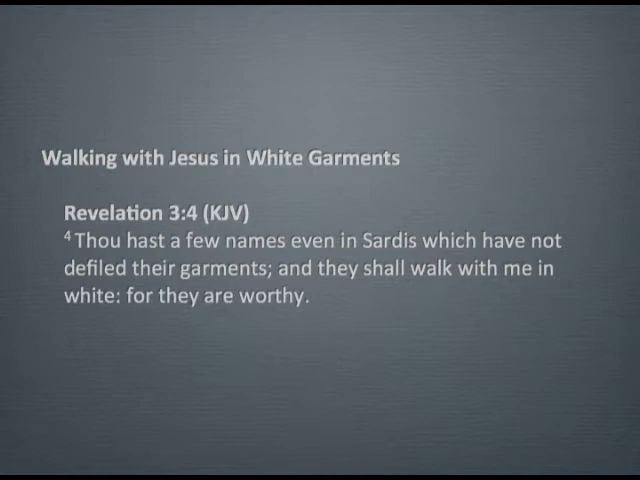 Walking with Jesus in White Garments
Revelation 3:4 (KJV)
4 Thou hast a few names even in Sardis which have not
defiled their garments; and they shall walk with me in
white: for they are worthy.